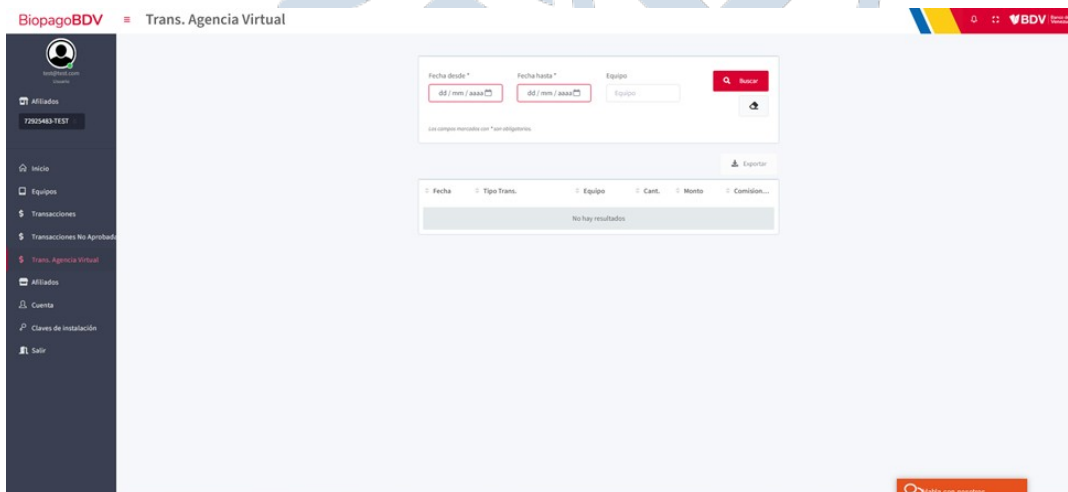 BiopagoBDV
Trans. Agencia Virtual
BDV
test@test.com
Usuario
Afiliados
72925483-TEST
Inicio
Equipos
Transacciones
Transacciones No Aprobada
Trans. Agencia Virtual
Afiliados
Cuenta
Claves de instalación
Salir
Fecha desde * Fecha hasta * Equipo
dd / mm / aaaa dd / mm / aaaa Equipo Buscar
Los campos marcados con * son obligatorios.
Exportar
Fecha Tipo Trans. Equipo Cant. Monto Comision...
No hay resultados